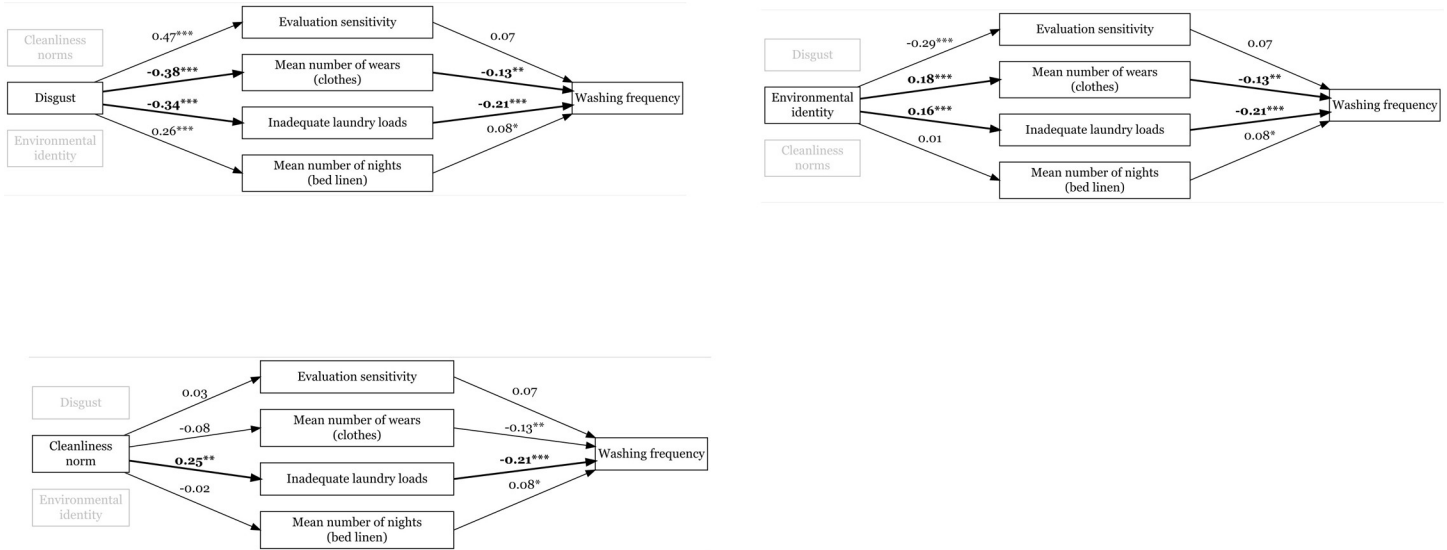 Cleanliness
norms
Disgust
Environmental
identity
0.47***
-0.38***
-0.34***
0.26***
Evaluation sensitivity
Mean number of wears
(clothes)
Inadequate laundry loads
Mean number of nights
(bed linen)
0.07
-0.13**
-0.21***
0.08*
Washing frequency
Disgust
Environmental
identity
Cleanliness
norms
-0.29***
0.18***
0.16***
0.01
Evaluation sensitivity
Mean number of wears
(clothes)
Inadequate laundry loads
Mean number of nights
(bed linen)
0.07
-0.13**
-0.21***
0.08*
Washing frequency
Disgust
Cleanliness
norm
Environmental
identity
0.03
-0.08
0.25**
-0.02
Evaluation sensitivity
Mean number of wears
(clothes)
Inadequate laundry loads
Mean number of nights
(bed linen)
0.07
-0.13**
-0.21***
0.08*
Washing frequency